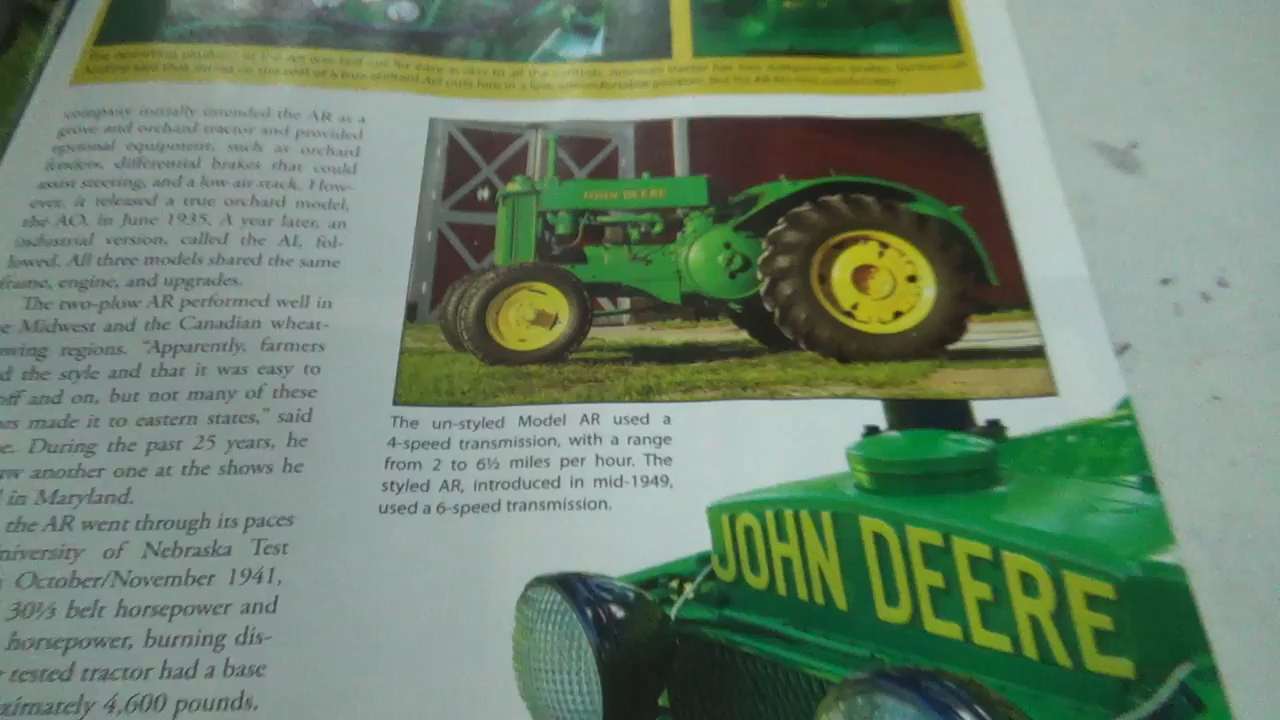 company initially intended the AR as a
grove and orchard tractor and provided
optional equipment, such as orchard
fenders, differential brakes that could
assist steering, and a low air stack. How-
ever, it released a true orchard model,
the AO, in June 1935. A year later, an
industrial version, called the AI, fol-
lowed. All three models shared the same
frame, engine, and upgrades.
The two-plow AR performed well in
Midwest and the Canadian wheat-
regions. "Apparently, farmers
the style and that it was easy to
off and on, but not many of these
made it to eastern states," said
During the past 25 years, he
another one at the shows he
in Maryland.
the AR went through its paces
of Nebraska Test
October/November 1941,
belt horsepower and
horsepower, burning dis-
tested tractor had a base
4,600 pounds.
JOHN DEERE
The un-styled Model AR used a
4-speed transmission, with a range
from 2 to 6½ miles per hour. The
styled AR, introduced in mid-1949,
used a 6-speed transmission.
JOHN DEERE